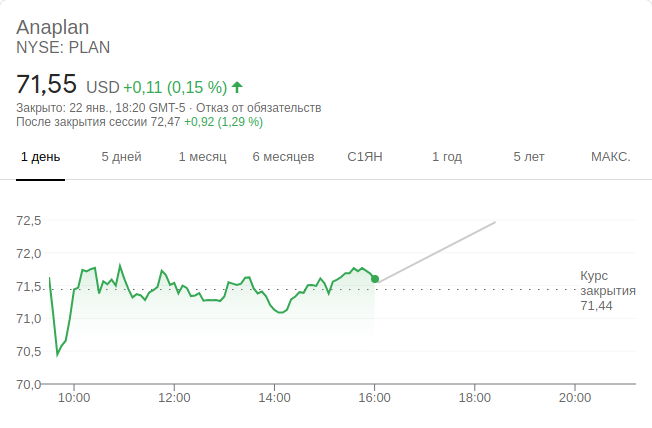 Anaplan
NYSE: PLAN
71,55 USD +0,11 (0,15 %)
Закрыто: 22 янв., 18:20 GMT-5 · Отказ от обязательств
После закрытия сессии 72,47 +0,92 (1,29 %)
1 день 5 дней 1 месяц 6 месяцев С1ЯН 1 год 5 лет МАКС.
72,5
72,0
71,5
71,0
70,5
70,0
Курс
закрытия
71,44
10:00 12:00 14:00 16:00 18:00 20:00